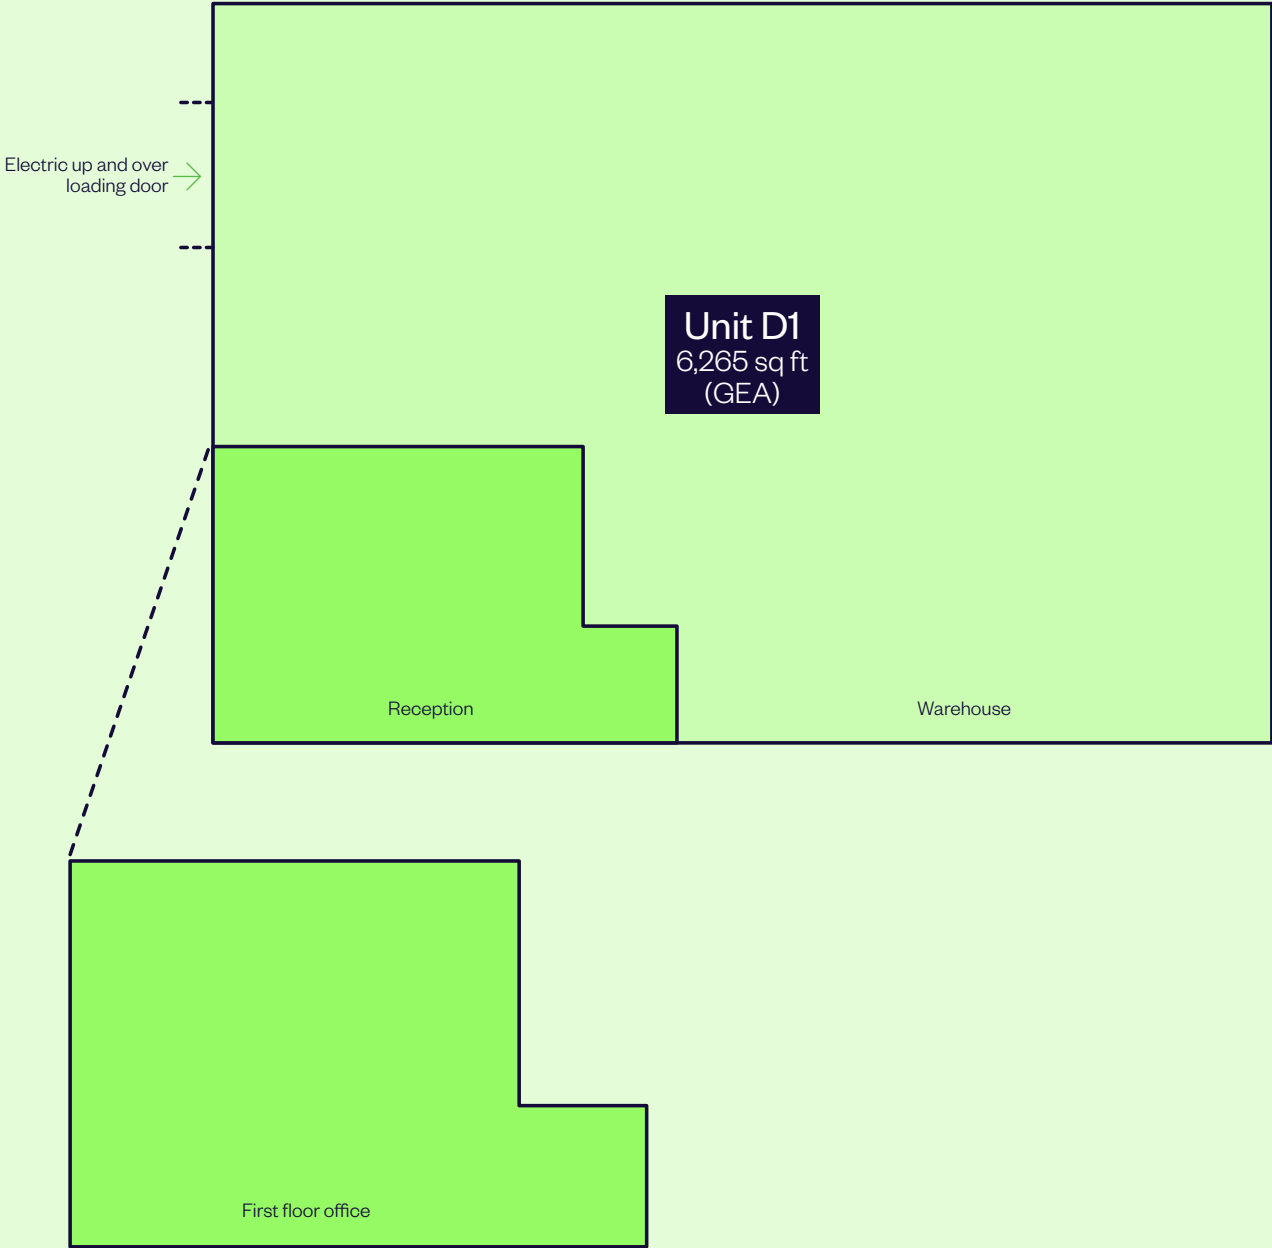 Electric up and over
loading door
Unit D1
6,265 sq ft
(GEA)
Reception
Warehouse
First floor office